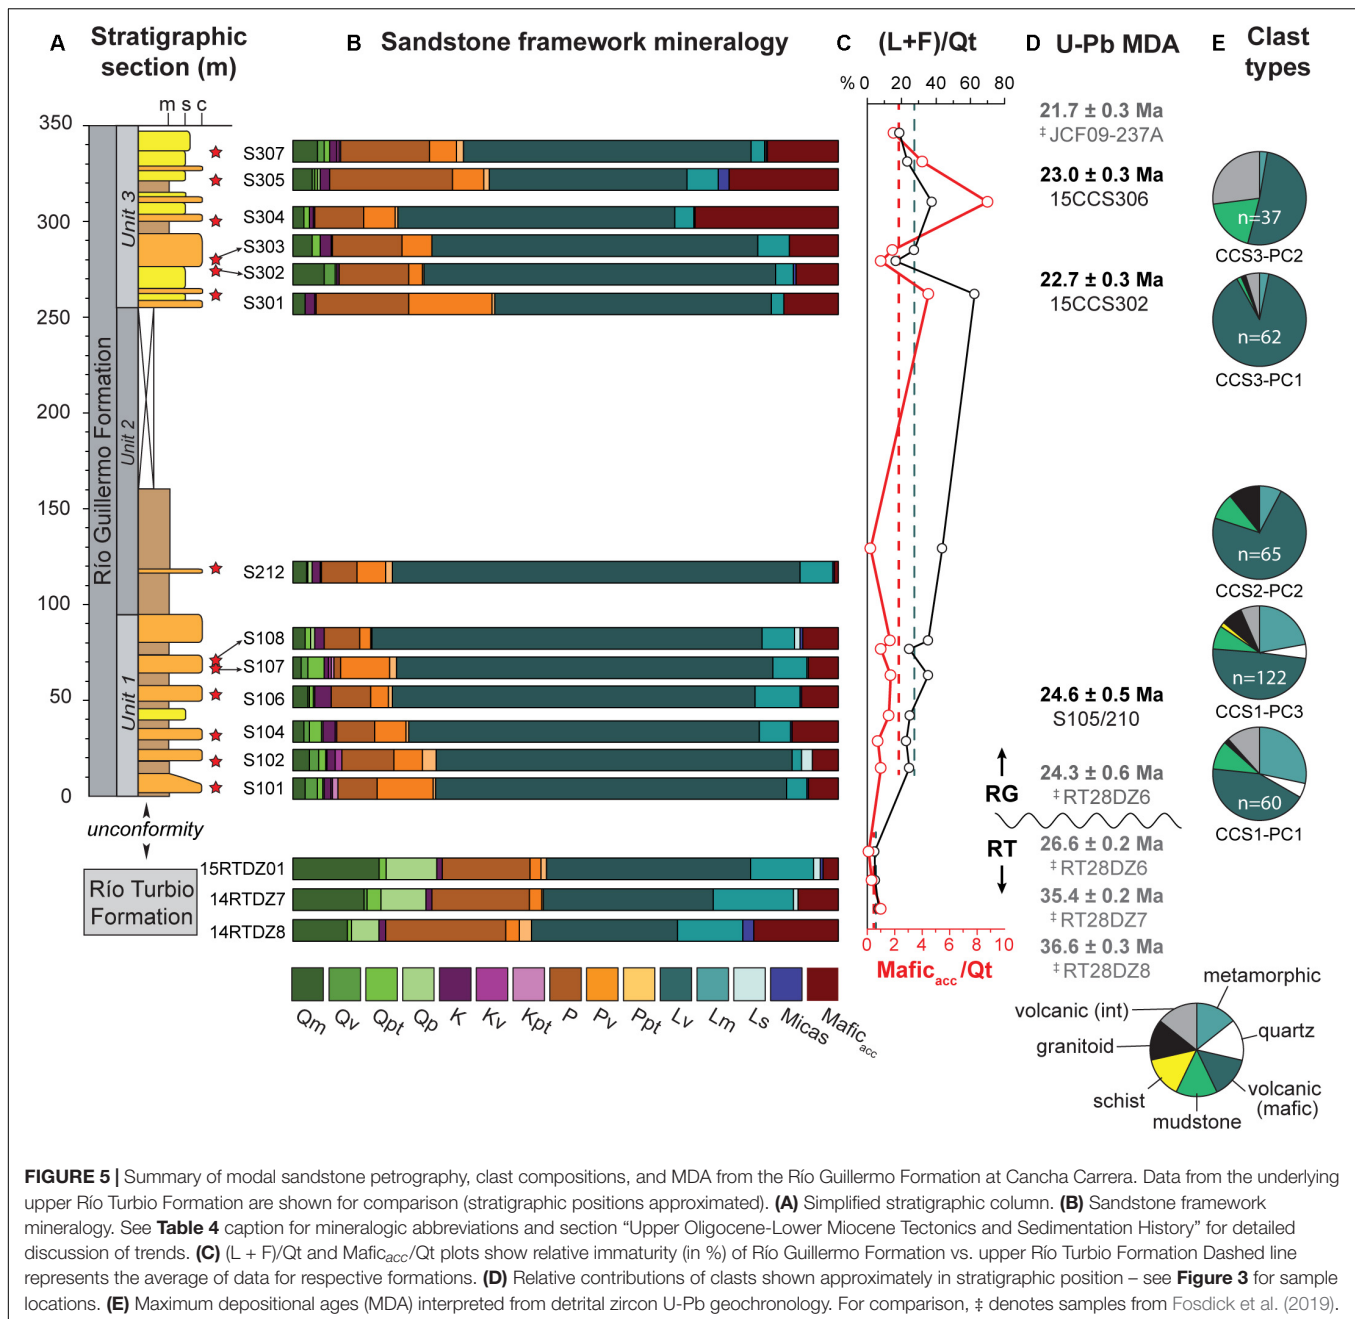 A Stratigraphic section (m)
B Sandstone framework mineralogy
C (L+F)/Qt
D U-Pb MDA
E Clast types
m s c
% 0 20 40 60 80
350
300
250
200
150
100
50
0
Río Guillermo Formation
Unit 3
Unit 2
Unit 1
unconformity
Río Turbio
Formation
S307
S305
S304
S303
S302
S301
S212
S108
S107
S106
S104
S102
S101
15RTDZ01
14RTDZ7
14RTDZ8
Qm Qv Qpt Qp K Kv Kpt P Pv Ppt Lv Lm Ls Micas Maficacc
0 2 4 6 8 10
Maficacc/Qt
21.7 ± 0.3 Ma
‡ JCF09-237A
23.0 ± 0.3 Ma
15CCS306
22.7 ± 0.3 Ma
15CCS302
24.6 ± 0.5 Ma
S105/210
24.3 ± 0.6 Ma
‡ RT28DZ6
RG
RT
26.6 ± 0.2 Ma
‡ RT28DZ6
35.4 ± 0.2 Ma
‡ RT28DZ7
36.6 ± 0.3 Ma
‡ RT28DZ8
n=37
CCS3-PC2
n=62
CCS3-PC1
n=65
CCS2-PC2
n=122
CCS1-PC3
n=60
CCS1-PC1
metamorphic
volcanic (int)
quartz
granitoid
schist
volcanic
(mafic)
mudstone
FIGURE 5 | Summary of modal sandstone petrography, clast compositions, and MDA from the Río Guillermo Formation at Cancha Carrera. Data from the underlying
upper Río Turbio Formation are shown for comparison (stratigraphic positions approximated). (A) Simplified stratigraphic column. (B) Sandstone framework
mineralogy. See Table 4 caption for mineralogic abbreviations and section “Upper Oligocene-Lower Miocene Tectonics and Sedimentation History” for detailed
discussion of trends. (C) (L + F)/Qt and Maficacc/Qt plots show relative immaturity (in %) of Río Guillermo Formation vs. upper Río Turbio Formation Dashed line
represents the average of data for respective formations. (D) Relative contributions of clasts shown approximately in stratigraphic position – see Figure 3 for sample
locations. (E) Maximum depositional ages (MDA) interpreted from detrital zircon U-Pb geochronology. For comparison, ‡ denotes samples from Fosdick et al. (2019).